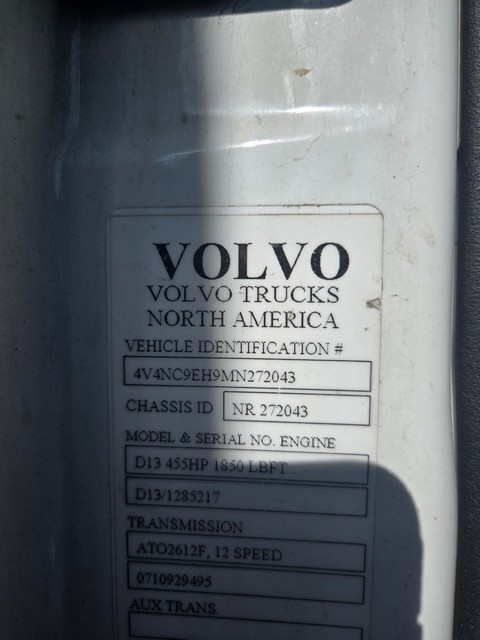 VOLVO
VOLVO TRUCKS
NORTH AMERICA
VEHICLE IDENTIFICATION #
4V4NC9EH9MN272043
CHASSIS ID NR 272043
MODEL & SERIAL NO. ENGINE
D13 455HP 1850 LBFT
D13/1285217
TRANSMISSION
ATO2612F, 12 SPEED
0710929495
AUX TRANS.